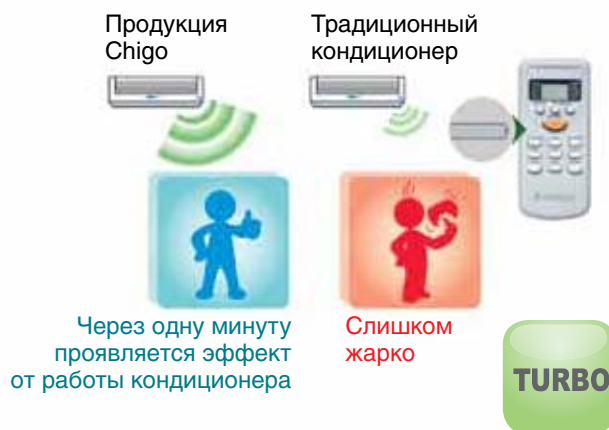 Продукция
Chigo
Традиционный
кондиционер
Через одну минуту
проявляется эффект
от работы кондиционера
Слишком
жарко
TURBO